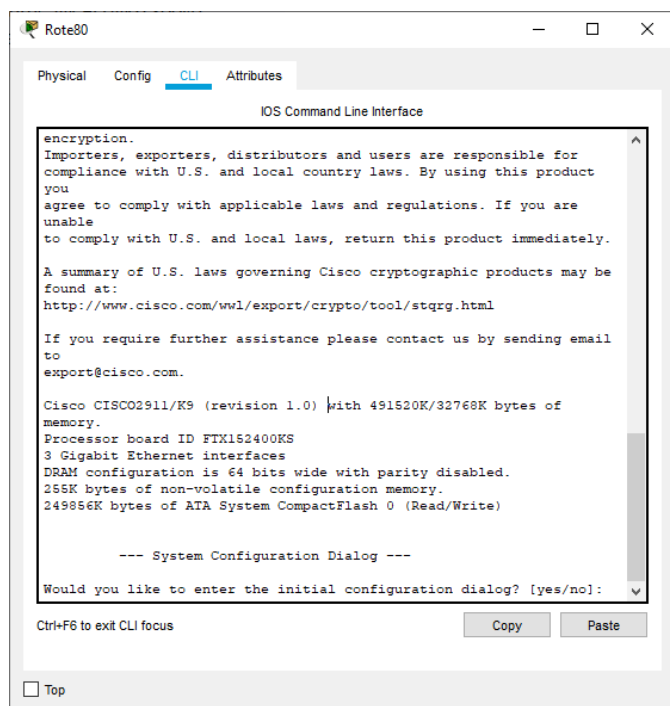 Rote80
Physical Config CLI Attributes
IOS Command Line Interface
encryption.
Importers, exporters, distributors and users are responsible for
compliance with U.S. and local country laws. By using this product
you
agree to comply with applicable laws and regulations. If you are
unable
to comply with U.S. and local laws, return this product immediately.
A summary of U.S. laws governing Cisco cryptographic products may be
found at:
http://www.cisco.com/wwl/export/crypto/tool/stqrg.html
If you require further assistance please contact us by sending email
to
export@cisco.com.
Cisco CISCO2911/K9 (revision 1.0) with 491520K/32768K bytes of
memory.
Processor board ID FTX152400KS
3 Gigabit Ethernet interfaces
DRAM configuration is 64 bits wide with parity disabled.
255K bytes of non-volatile configuration memory.
249856K bytes of ATA System CompactFlash 0 (Read/Write)
--- System Configuration Dialog ---
Would you like to enter the initial configuration dialog? [yes/no]:
Ctrl+F6 to exit CLI focus
Copy Paste
Top